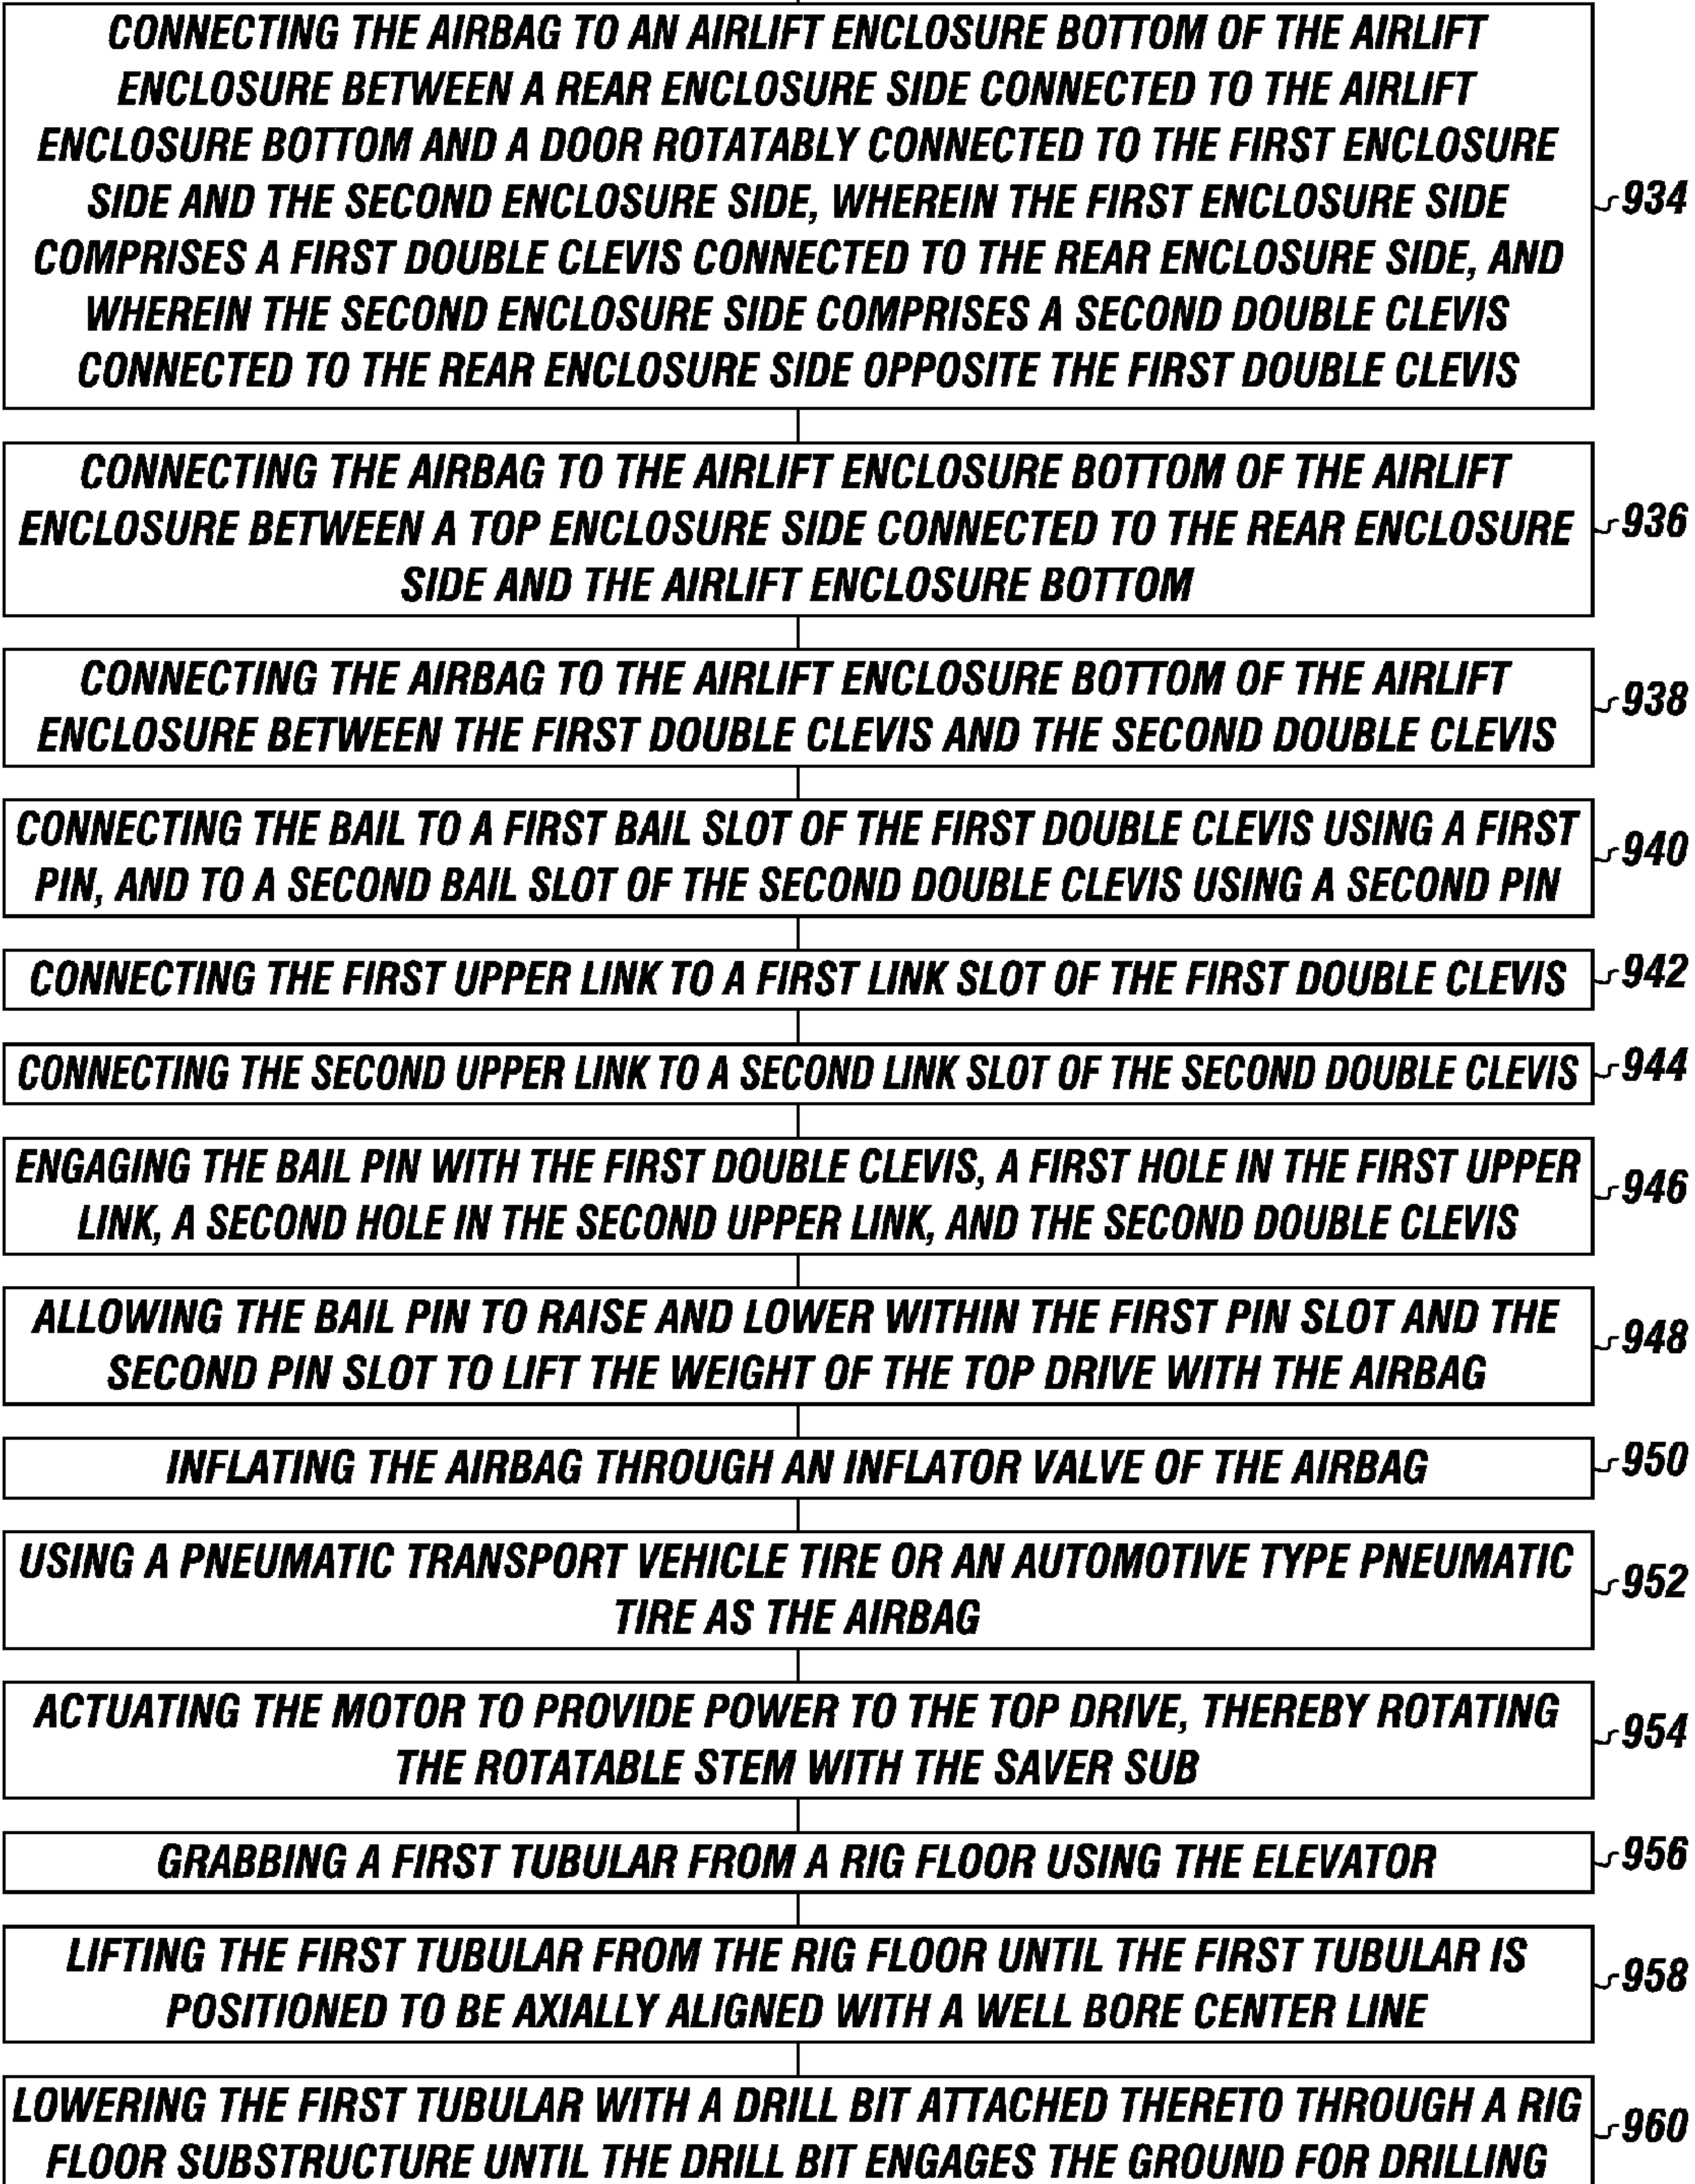 CONNECTING THE AIRBAG TO AN AIRLIFT ENCLOSURE BOTTOM OF THE AIRLIFT
ENCLOSURE BETWEEN A REAR ENCLOSURE SIDE CONNECTED TO THE AIRLIFT
ENCLOSURE BOTTOM AND A DOOR ROTATABLY CONNECTED TO THE FIRST ENCLOSURE
SIDE AND THE SECOND ENCLOSURE SIDE, WHEREIN THE FIRST ENCLOSURE SIDE
COMPRISES A FIRST DOUBLE CLEVIS CONNECTED TO THE REAR ENCLOSURE SIDE, AND
WHEREIN THE SECOND ENCLOSURE SIDE COMPRISES A SECOND DOUBLE CLEVIS
CONNECTED TO THE REAR ENCLOSURE SIDE OPPOSITE THE FIRST DOUBLE CLEVIS
934
CONNECTING THE AIRBAG TO THE AIRLIFT ENCLOSURE BOTTOM OF THE AIRLIFT
ENCLOSURE BETWEEN A TOP ENCLOSURE SIDE CONNECTED TO THE REAR ENCLOSURE
SIDE AND THE AIRLIFT ENCLOSURE BOTTOM
936
CONNECTING THE AIRBAG TO THE AIRLIFT ENCLOSURE BOTTOM OF THE AIRLIFT
ENCLOSURE BETWEEN THE FIRST DOUBLE CLEVIS AND THE SECOND DOUBLE CLEVIS
938
CONNECTING THE BAIL TO A FIRST BAIL SLOT OF THE FIRST DOUBLE CLEVIS USING A FIRST
PIN, AND TO A SECOND BAIL SLOT OF THE SECOND DOUBLE CLEVIS USING A SECOND PIN
940
CONNECTING THE FIRST UPPER LINK TO A FIRST LINK SLOT OF THE FIRST DOUBLE CLEVIS
942
CONNECTING THE SECOND UPPER LINK TO A SECOND LINK SLOT OF THE SECOND DOUBLE CLEVIS
944
ENGAGING THE BAIL PIN WITH THE FIRST DOUBLE CLEVIS, A FIRST HOLE IN THE FIRST UPPER
LINK, A SECOND HOLE IN THE SECOND UPPER LINK, AND THE SECOND DOUBLE CLEVIS
946
ALLOWING THE BAIL PIN TO RAISE AND LOWER WITHIN THE FIRST PIN SLOT AND THE
SECOND PIN SLOT TO LIFT THE WEIGHT OF THE TOP DRIVE WITH THE AIRBAG
948
INFLATING THE AIRBAG THROUGH AN INFLATOR VALVE OF THE AIRBAG
950
USING A PNEUMATIC TRANSPORT VEHICLE TIRE OR AN AUTOMOTIVE TYPE PNEUMATIC
TIRE AS THE AIRBAG
952
ACTUATING THE MOTOR TO PROVIDE POWER TO THE TOP DRIVE, THEREBY ROTATING
THE ROTATABLE STEM WITH THE SAVER SUB
954
GRABBING A FIRST TUBULAR FROM A RIG FLOOR USING THE ELEVATOR
956
LIFTING THE FIRST TUBULAR FROM THE RIG FLOOR UNTIL THE FIRST TUBULAR IS
POSITIONED TO BE AXIALLY ALIGNED WITH A WELL BORE CENTER LINE
958
LOWERING THE FIRST TUBULAR WITH A DRILL BIT ATTACHED THERETO THROUGH A RIG
FLOOR SUBSTRUCTURE UNTIL THE DRILL BIT ENGAGES THE GROUND FOR DRILLING
960